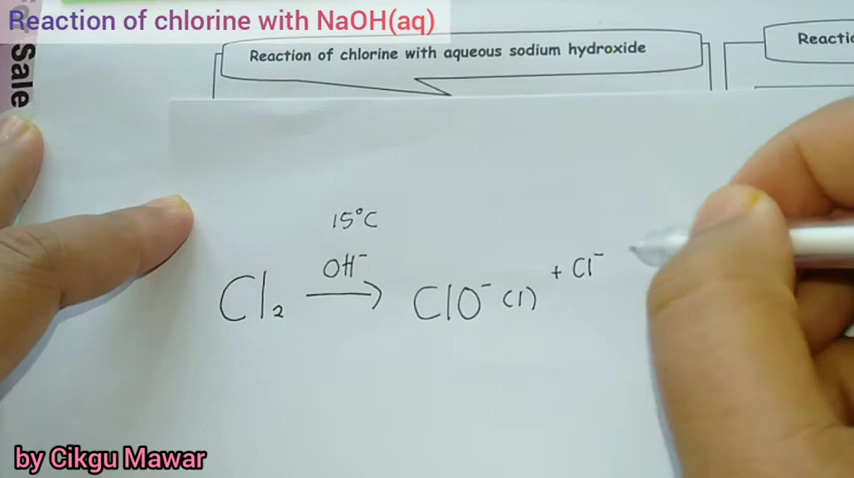 Reaction of chlorine with NaOH(aq)
Sale
Reaction of chlorine with aqueous sodium hydroxide
15°C
OH⁻
Cl₂ → ClO⁻ (1) + Cl⁻
by Cikgu Mawar